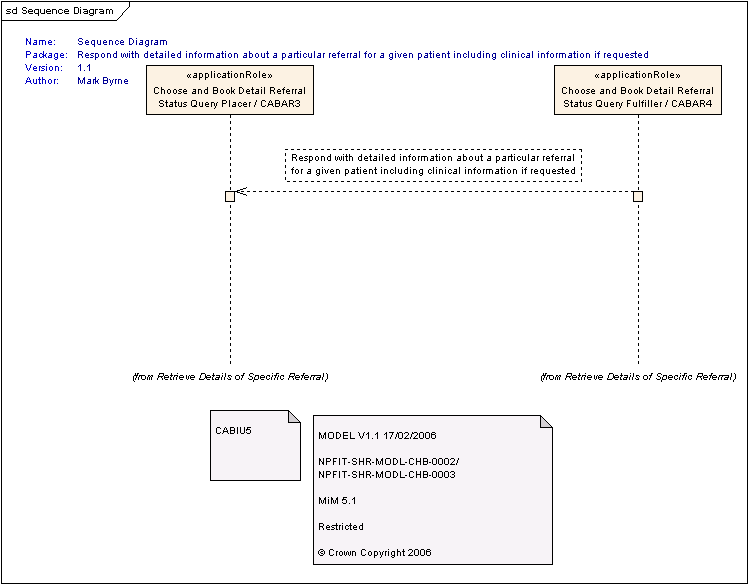 sd Sequence Diagram
Name: Sequence Diagram
Package: Respond with detailed information about a particular referral for a given patient including clinical information if requested
Version: 1.1
Author: Mark Byrne
«applicationRole»
Choose and Book Detail Referral
Status Query Placer / CABAR3
«applicationRole»
Choose and Book Detail Referral
Status Query Fulfiller / CABAR4
Respond with detailed information about a particular referral
for a given patient including clinical information if requested
(from Retrieve Details of Specific Referral)
(from Retrieve Details of Specific Referral)
CABIU5
MODEL V1.1 17/02/2006
NPFIT-SHR-MODL-CHB-0002/
NPFIT-SHR-MODL-CHB-0003
MiM 5.1
Restricted
© Crown Copyright 2006